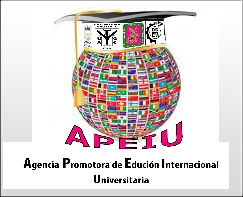 APEIU
Agencia Promotora de Edución Internacional
Universitaria